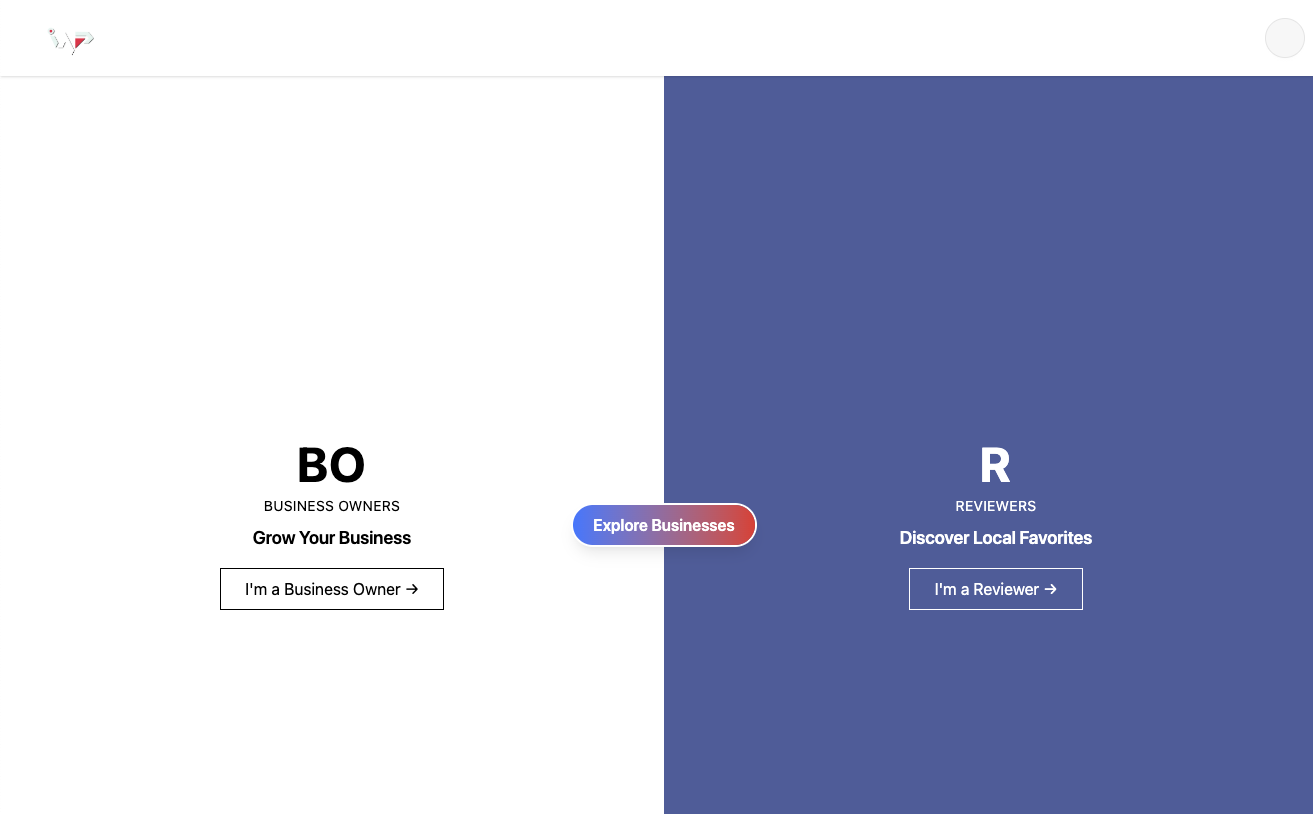 BO
BUSINESS OWNERS
Grow Your Business
I'm a Business Owner →
Explore Businesses
R
REVIEWERS
Discover Local Favorites
I'm a Reviewer →